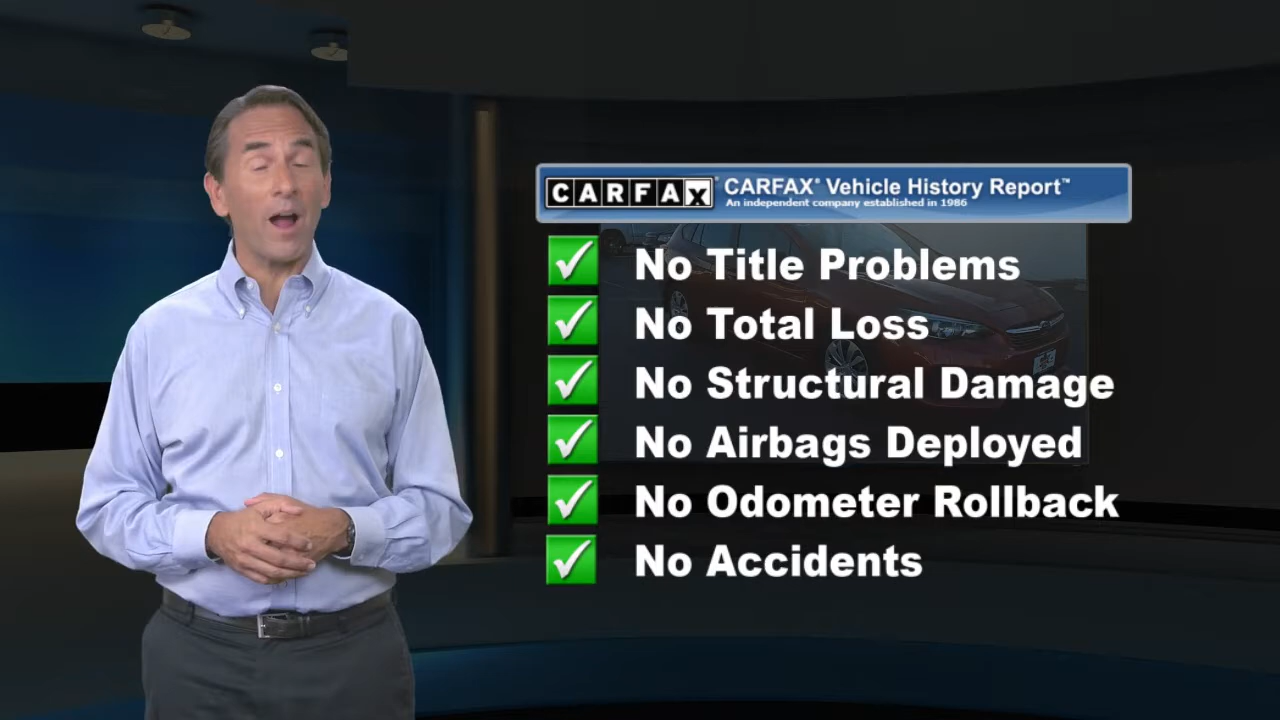 CARFAX® CARFAX® Vehicle History Report™
An independent company established in 1986
No Title Problems
No Total Loss
No Structural Damage
No Airbags Deployed
No Odometer Rollback
No Accidents